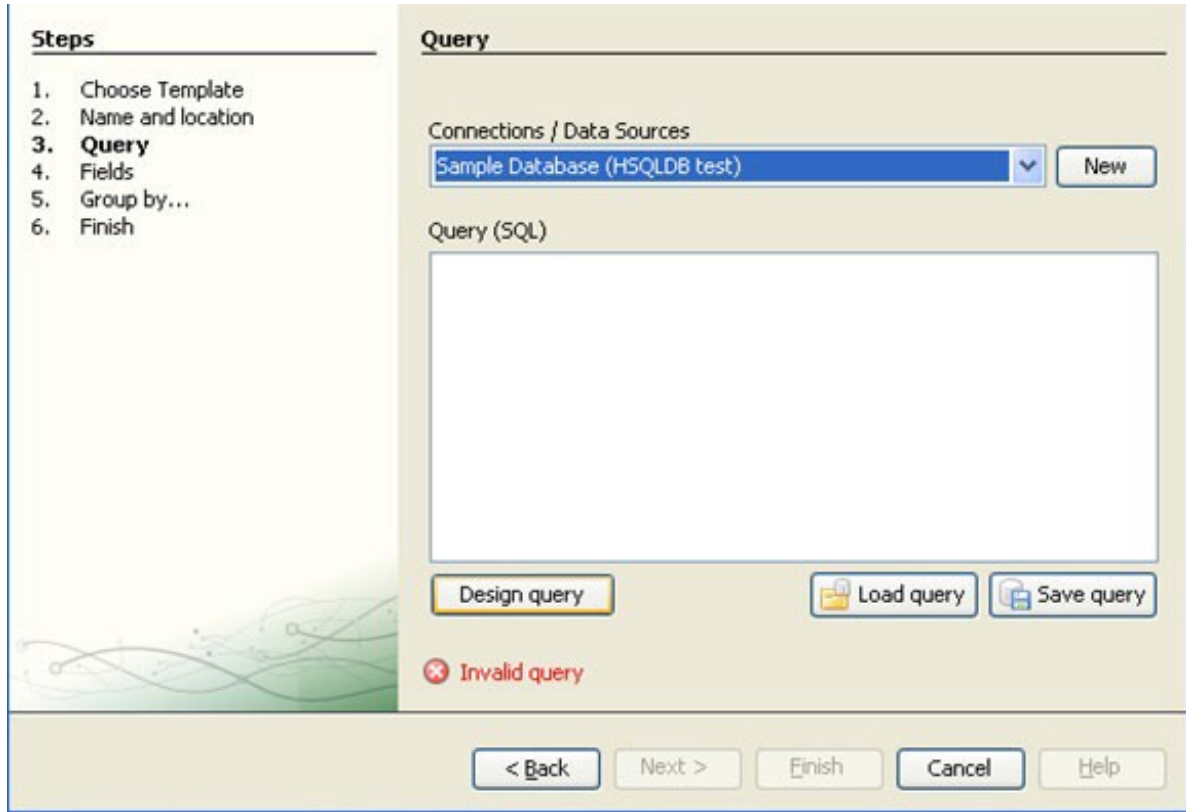 Steps
1. Choose Template
2. Name and location
3. Query
4. Fields
5. Group by...
6. Finish
Query
Connections / Data Sources
Sample Database (HSQLDB test)
New
Query (SQL)
Design query
Load query
Save query
Invalid query
< Back
Next >
Finish
Cancel
Help